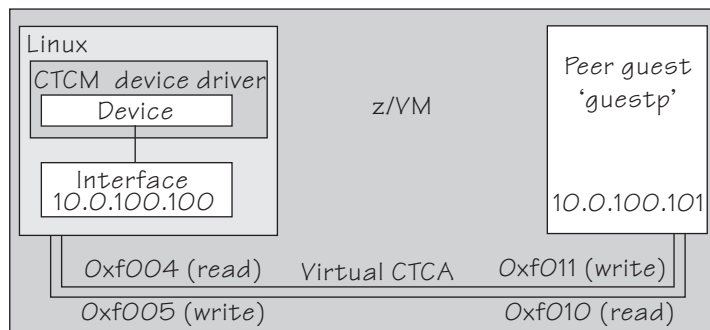 Linux
CTCM device driver
Device
Interface
10.0.100.100
z/VM
Peer guest
‘guestp’
10.0.100.101
0xf004 (read)
Virtual CTCA
0xf011 (write)
0xf005 (write)
0xf010 (read)